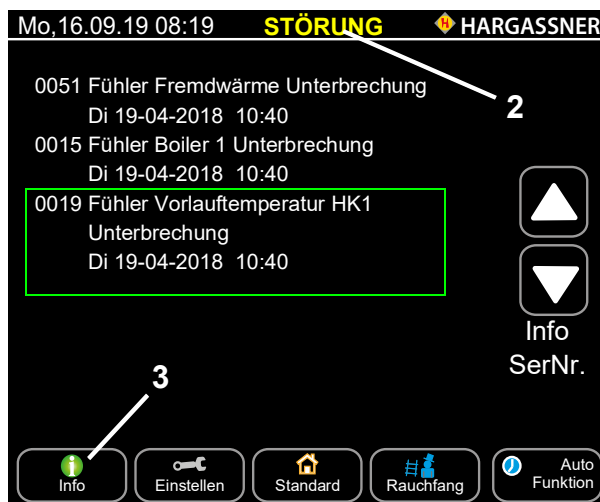 Mo,16.09.19 08:19 STÖRUNG HARGASSNER
0051 Fühler Fremdwärme Unterbrechung
Di 19-04-2018 10:40
2
0015 Fühler Boiler 1 Unterbrechung
Di 19-04-2018 10:40
0019 Fühler Vorlauftemperatur HK1
Unterbrechung
Di 19-04-2018 10:40
Info
SerNr.
3
Info
Einstellen
Standard
Rauchfang
Auto
Funktion